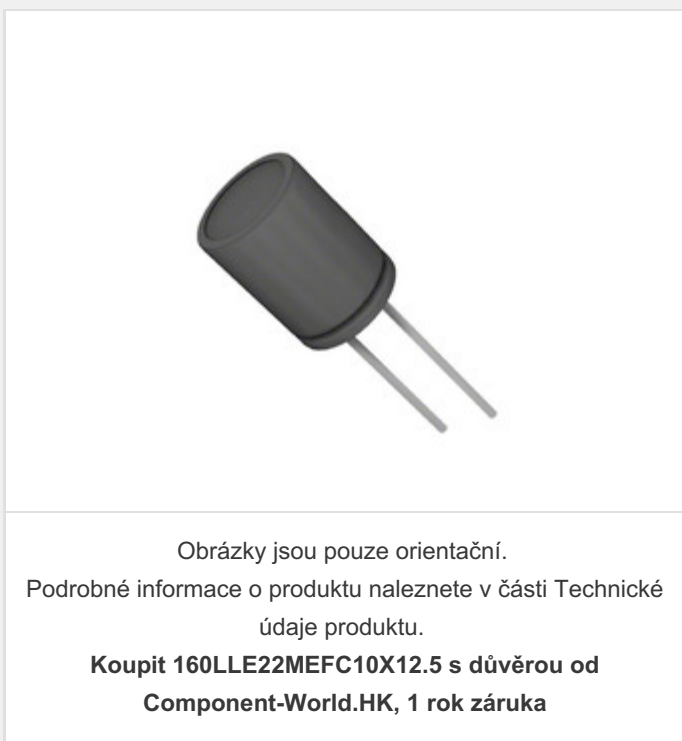 Obrázky jsou pouze orientační.
Podrobné informace o produktu naleznete v části Technické
údaje produktu.
Koupit 160LLE22MEFC10X12.5 s důvěrou od
Component-World.HK, 1 rok záruka